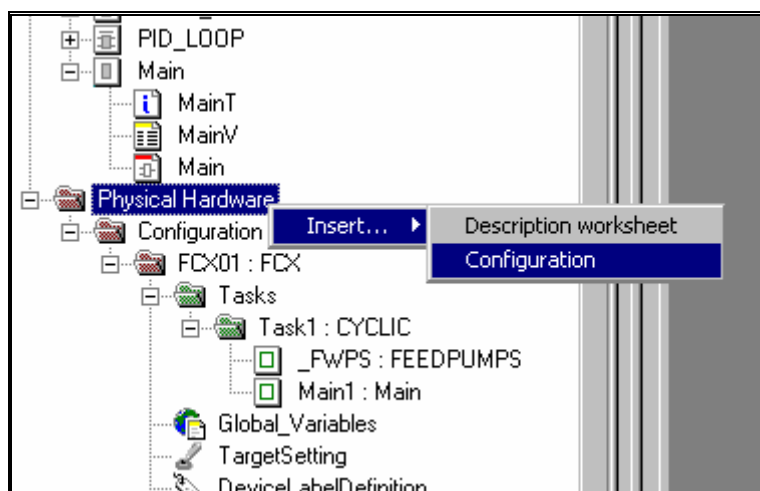 PID_LOOP
Main
MainT
MainV
Main
Physical Hardware
Insert... Description worksheet
Configuration Configuration
FCX01 : FCX
Tasks
Task1 : CYCLIC
_FWPS : FEEDPUMPS
Main1 : Main
Global_Variables
TargetSetting
DeviceLabelDefinition